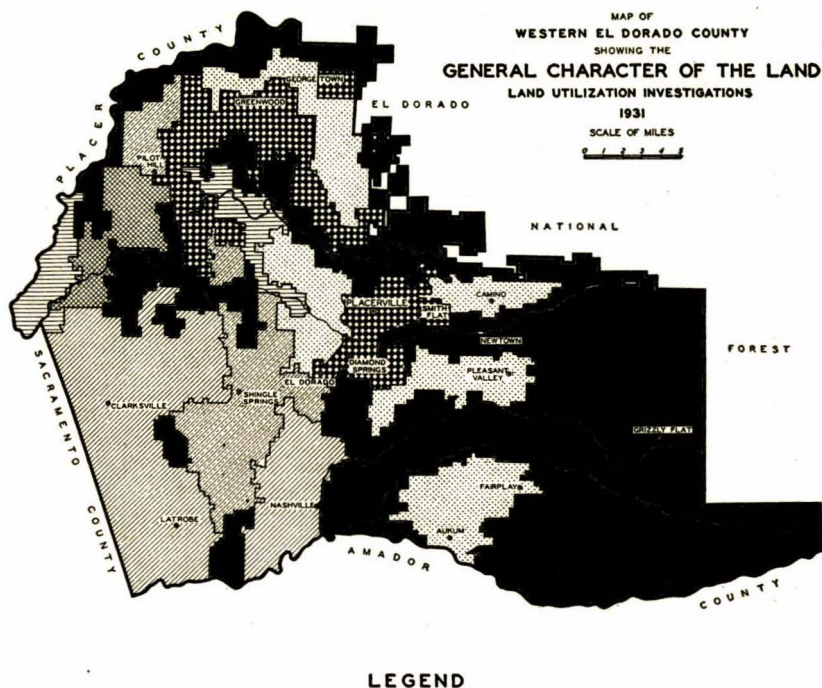 MAP OF
WESTERN EL DORADO COUNTY
SHOWING THE
GENERAL CHARACTER OF THE LAND
LAND UTILIZATION INVESTIGATIONS
1931
SCALE OF MILES
0 1 2 3 4 5
PLACER COUNTY
GEORGETOWN
GREENWOOD
EL DORADO
PILOT
HILL
NATIONAL
PLACERVILLE
SMITH
FLAT
CAMINO
NEWTOWN
FOREST
DIAMOND
SPRINGS
PLEASANT
VALLEY
EL DORADO
SHINGLE
SPRINGS
CLARKSVILLE
SACRAMENTO COUNTY
GRIZZLY FLAT
FAIRPLAY
NASHVILLE
LATROBE
AUKUM
AMADOR COUNTY
LEGEND